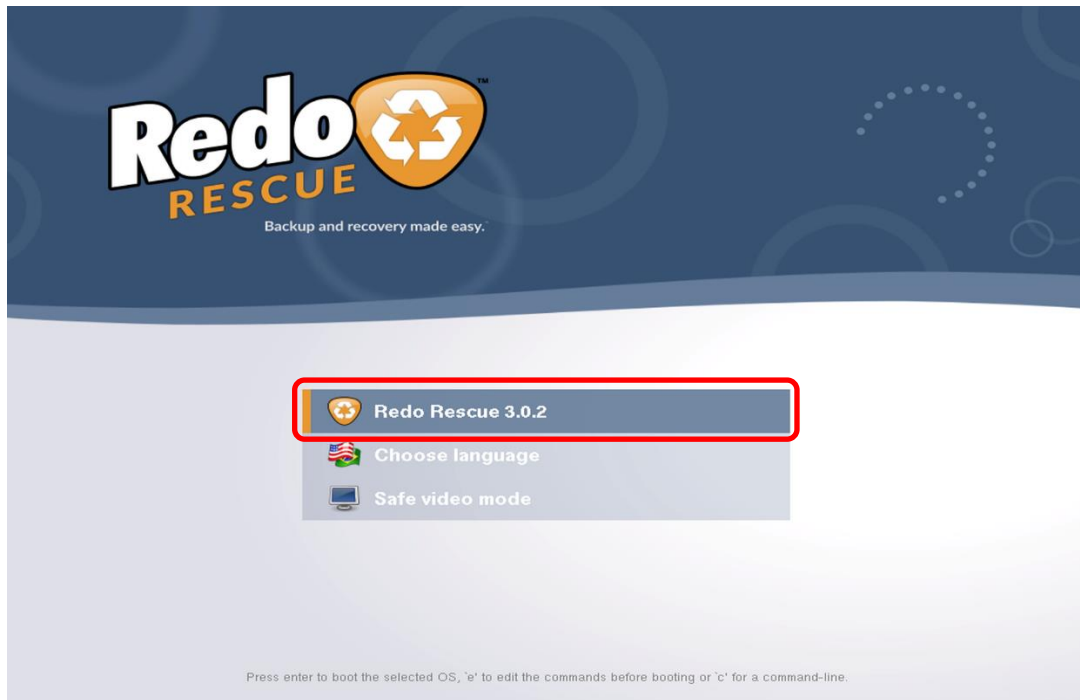 Redo
TM
RESCUE
Backup and recovery made easy.
Redo Rescue 3.0.2
Choose language
Safe video mode
Press enter to boot the selected OS, `e' to edit the commands before booting or `c' for a command-line.